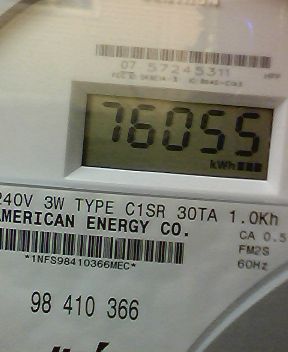 07 57245311
76055
kWh
240V 3W TYPE C1SR 30TA 1.0Kh
AMERICAN ENERGY CO.
CA 0.5
FM2S
60Hz
*1NFS98410366MEC*
98 410 366